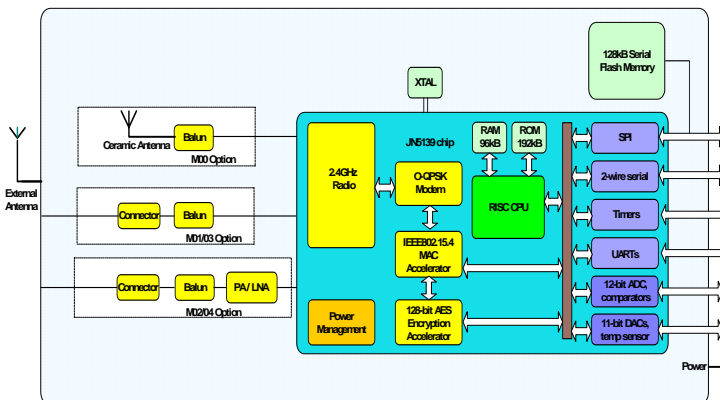 128kB Serial
Flash Memory
XTAL
JN5139 chip
RAM
96kB
ROM
192kB
Ceramic Antenna
Balun
M00 Option
2.4GHz
Radio
O-QPSK
Modem
RISC CPU
SPI
2-wire serial
External
Antenna
Connector
Balun
M01/03 Option
Timers
IEEE802.15.4
MAC
Accelerator
UARTs
Connector
Balun
PA / LNA
M02/04 Option
12-bit ADC,
comparators
Power
Management
128-bit AES
Encryption
Accelerator
11-bit DACs,
temp sensor
Power